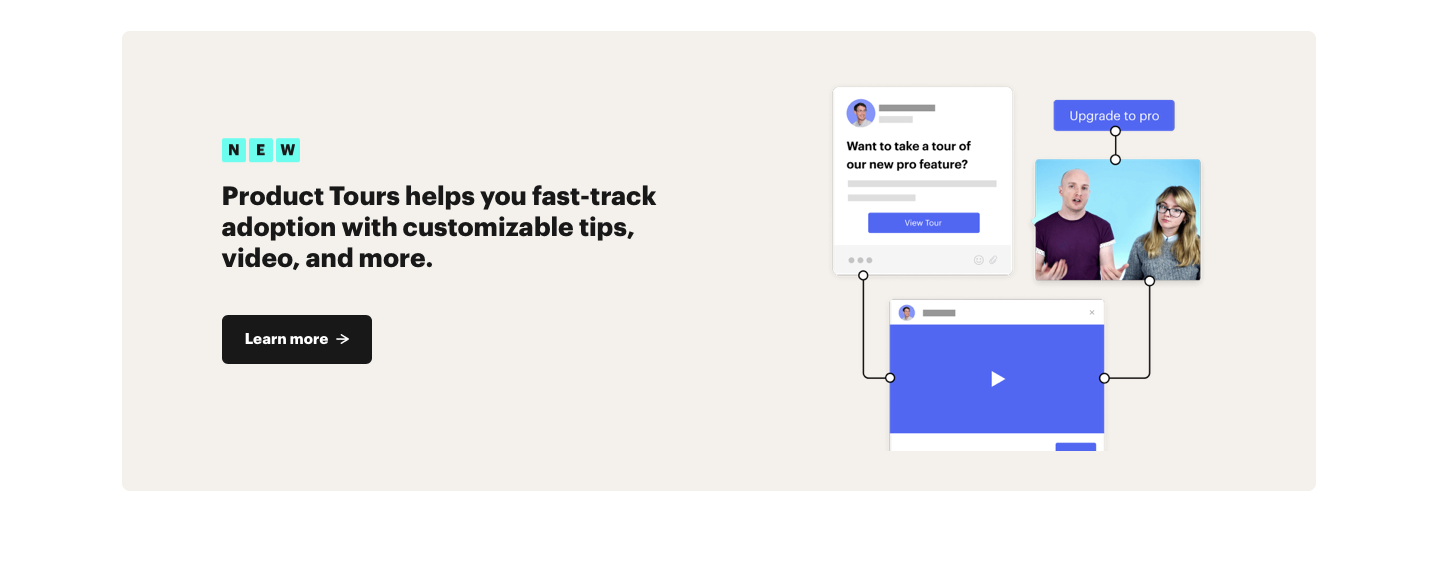 NEW
Product Tours helps you fast-track
adoption with customizable tips,
video, and more.
Learn more →
Want to take a tour of
our new pro feature?
View Tour
Upgrade to pro